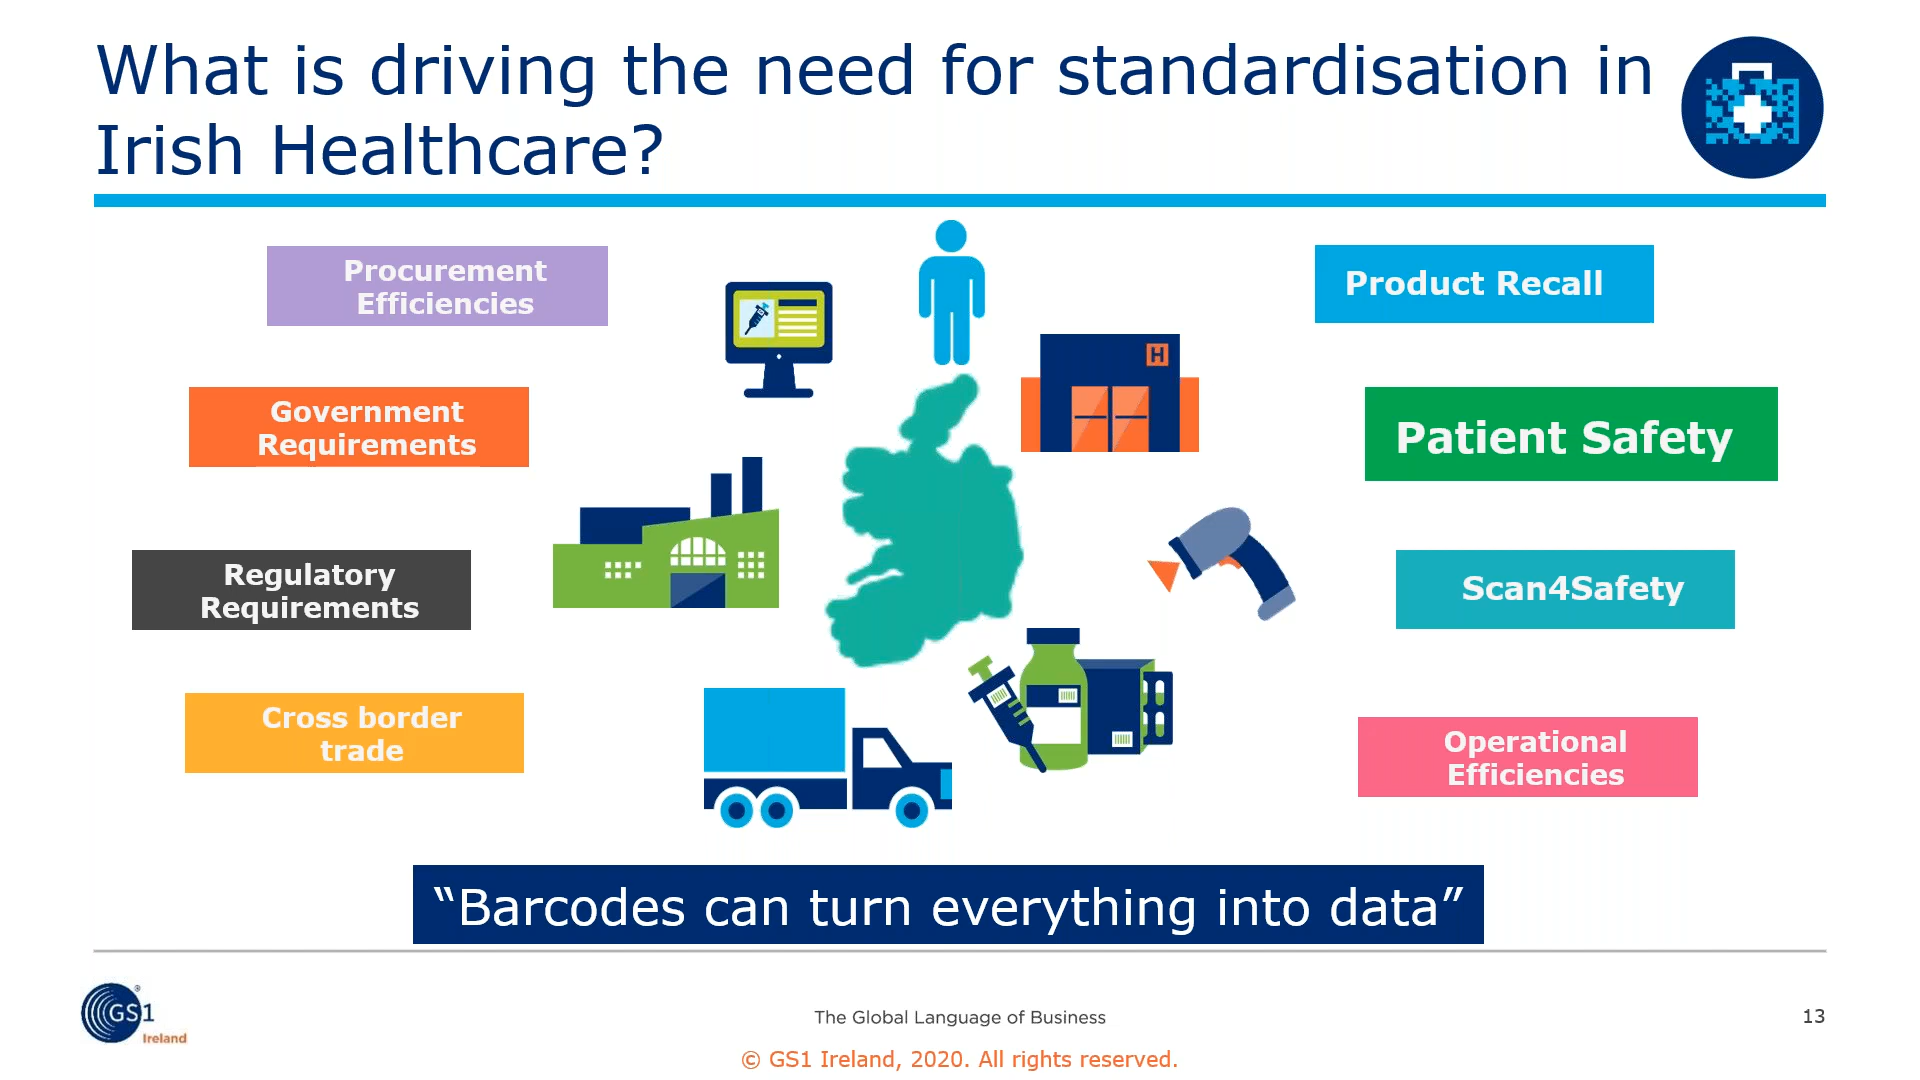 What is driving the need for standardisation in
Irish Healthcare?
Procurement
Efficiencies
Product Recall
H
Government
Requirements
Patient Safety
Regulatory
Requirements
Scan4Safety
Cross border
trade
Operational
Efficiencies
“Barcodes can turn everything into data”
GS1
®
Ireland
The Global Language of Business
13
© GS1 Ireland, 2020. All rights reserved.